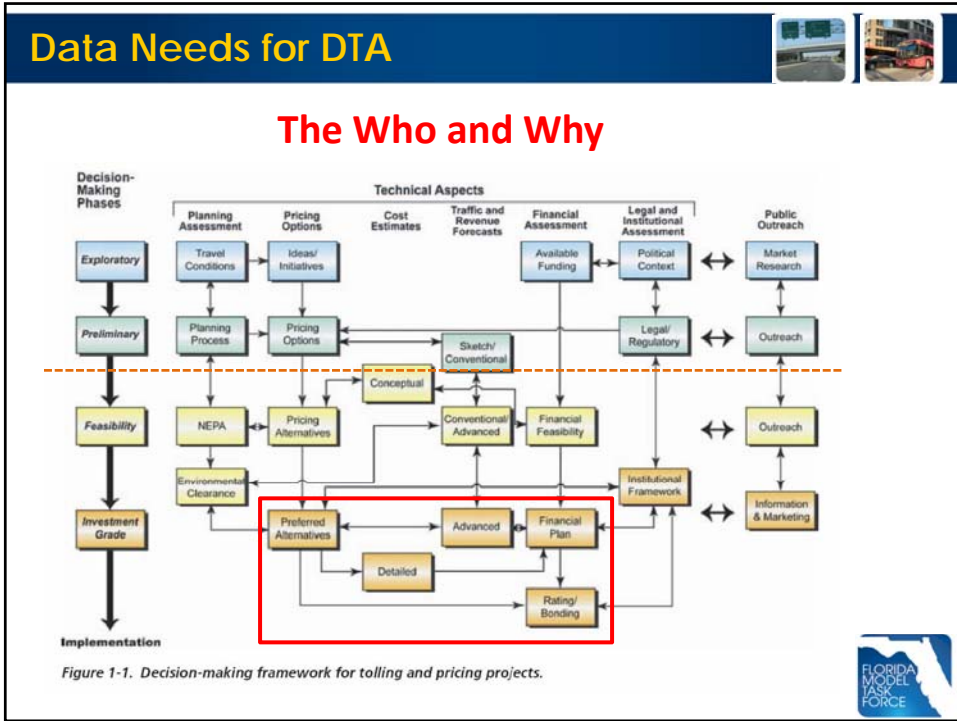 Data Needs for DTA
The Who and Why
Decision-
Making
Phases
Technical Aspects
Planning
Assessment
Pricing
Options
Cost
Estimates
Traffic and
Revenue
Forecasts
Financial
Assessment
Legal and
Institutional
Assessment
Public
Outreach
Exploratory
Travel
Conditions
Ideas/
Initiatives
Available
Funding
Political
Context
Market
Research
Preliminary
Planning
Process
Pricing
Options
Sketch/
Conventional
Legal/
Regulatory
Outreach
Conceptual
Feasibility
NEPA
Pricing
Alternatives
Conventional/
Advanced
Financial
Feasibility
Outreach
Environmental
Clearance
Institutional
Framework
Investment
Grade
Preferred
Alternatives
Advanced
Financial
Plan
Information
& Marketing
Detailed
Rating/
Bonding
Implementation
Figure 1-1. Decision-making framework for tolling and pricing projects.
FLORIDA
MODEL
TASK
FORCE